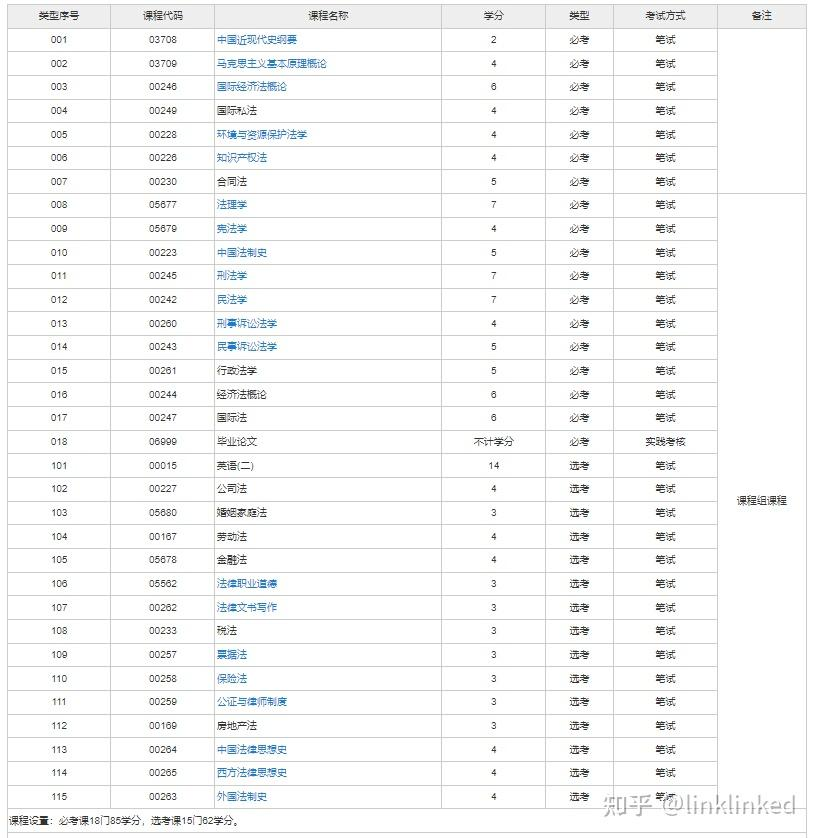 类型序号 课程代码 课程名称 学分 类型 考试方式 备注
001 03708 中国近现代史纲要 2 必考 笔试
002 03709 马克思主义基本原理概论 4 必考 笔试
003 00246 国际经济法概论 6 必考 笔试
004 00249 国际私法 4 必考 笔试
005 00228 环境与资源保护法学 4 必考 笔试
006 00226 知识产权法 4 必考 笔试
007 00230 合同法 5 必考 笔试
008 05677 法理学 7 必考 笔试
009 05679 宪法学 4 必考 笔试
010 00223 中国法制史 5 必考 笔试
011 00245 刑法学 7 必考 笔试
012 00242 民法学 7 必考 笔试
013 00260 刑事诉讼法学 4 必考 笔试
014 00243 民事诉讼法学 5 必考 笔试
015 00261 行政法学 5 必考 笔试
016 00244 经济法概论 6 必考 笔试
017 00247 国际法 6 必考 笔试
018 06999 毕业论文 不计学分 必考 实践考核
101 00015 英语(二) 14 选考 笔试
102 00227 公司法 4 选考 笔试
课程组课程
103 05680 婚姻家庭法 3 选考 笔试
104 00167 劳动法 4 选考 笔试
105 05678 金融法 4 选考 笔试
106 05562 法律职业道德 3 选考 笔试
107 00262 法律文书写作 3 选考 笔试
108 00233 税法 3 选考 笔试
109 00257 票据法 3 选考 笔试
110 00258 保险法 3 选考 笔试
111 00259 公证与律师制度 3 选考 笔试
112 00169 房地产法 3 选考 笔试
113 00264 中国法律思想史 4 选考 笔试
114 00265 西方法律思想史 4 选考 笔试
115 00263 外国法制史 4 选考 笔试
知乎 @linklinked
课程设置：必考课18门85学分，选考课15门62学分。